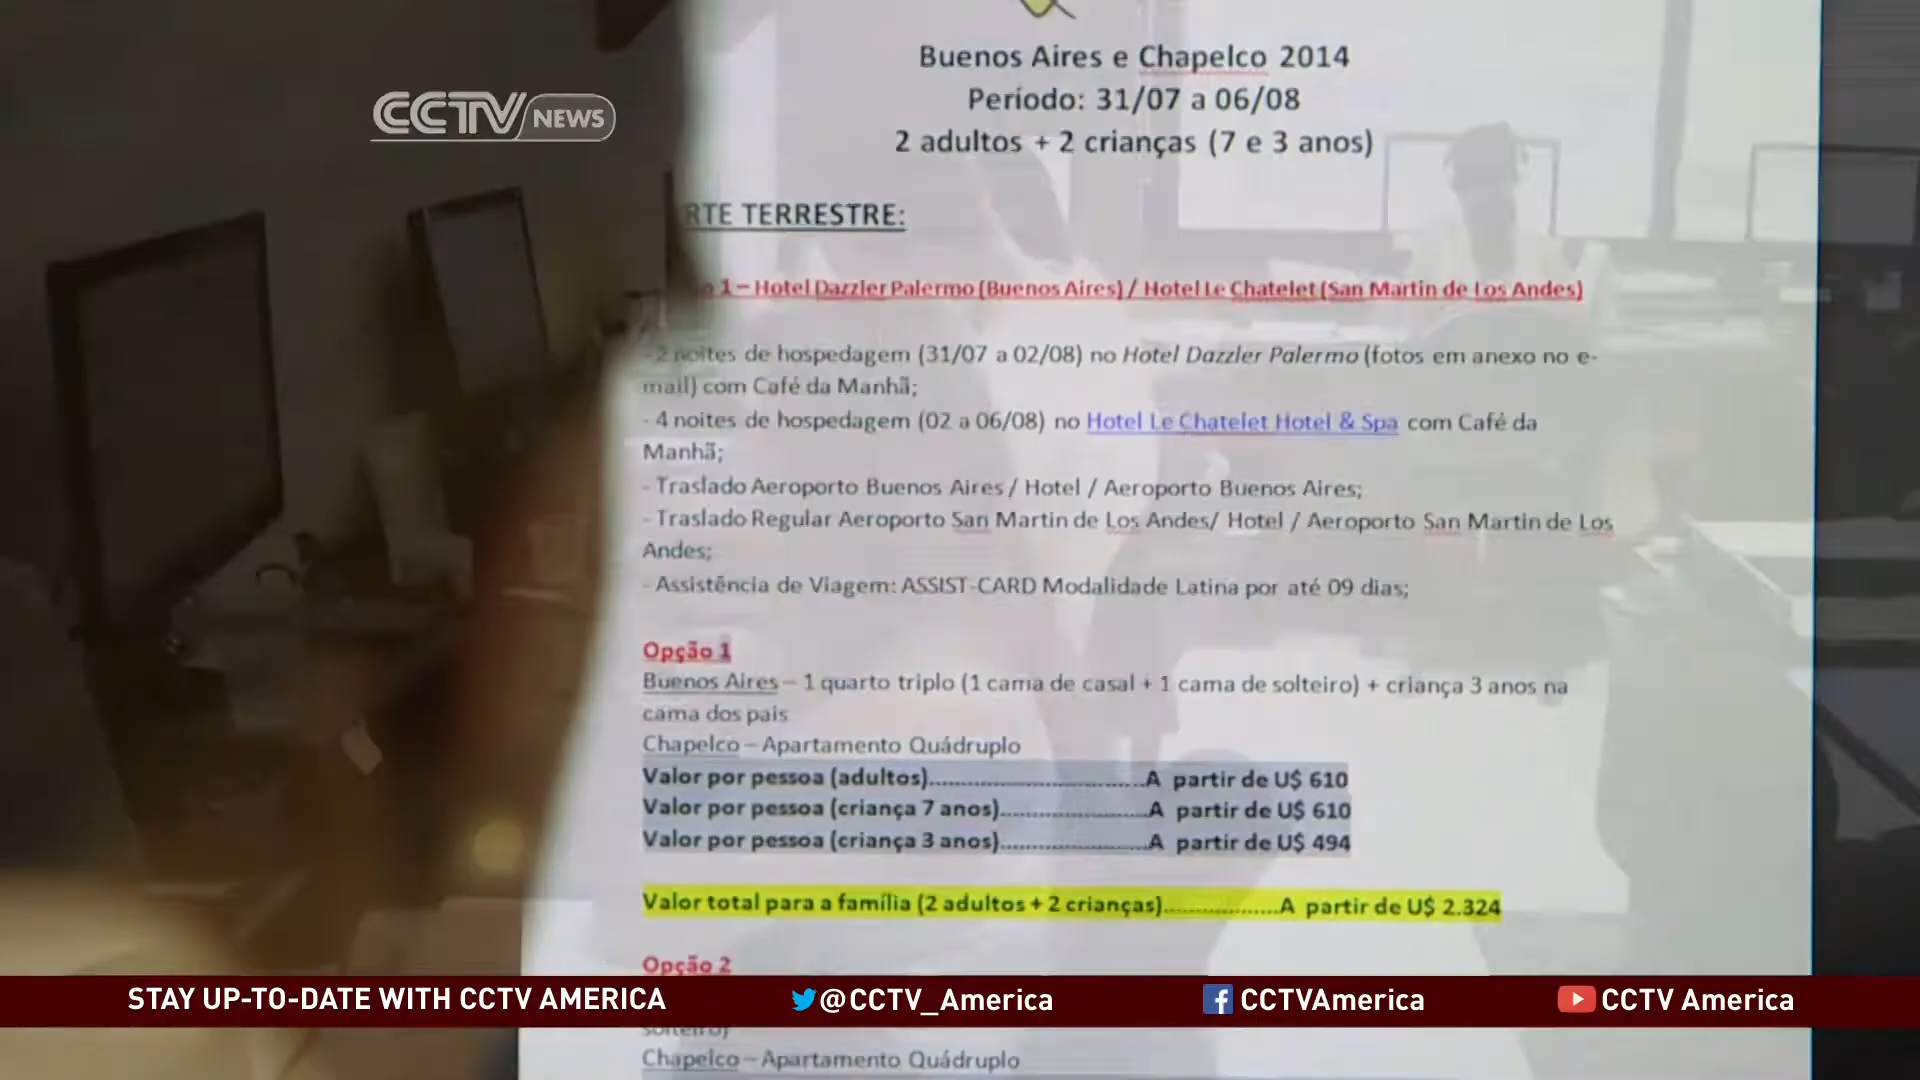 CCTV NEWS
Buenos Aires e Chapelco 2014
Período: 31/07 a 06/08
2 adultos + 2 crianças (7 e 3 anos)
RTE TERRESTRE:
1 – Hotel Dazzler Palermo (Buenos Aires) / Hotel Le Chatelet (San Martin de Los Andes)
- 2 noites de hospedagem (31/07 a 02/08) no Hotel Dazzler Palermo (fotos em anexo no e-
mail) com Café da Manhã;
- 4 noites de hospedagem (02 a 06/08) no Hotel Le Chatelet Hotel & Spa com Café da
Manhã;
- Traslado Aeroporto Buenos Aires / Hotel / Aeroporto Buenos Aires;
- Traslado Regular Aeroporto San Martin de Los Andes/ Hotel / Aeroporto San Martin de Los
Andes;
- Assistência de Viagem: ASSIST-CARD Modalidade Latina por até 09 dias;
Opção 1
Buenos Aires – 1 quarto triplo (1 cama de casal + 1 cama de solteiro) + criança 3 anos na
cama dos pais
Chapelco – Apartamento Quádruplo
Valor por pessoa (adultos)..............................A partir de U$ 610
Valor por pessoa (criança 7 anos).....................A partir de U$ 610
Valor por pessoa (criança 3 anos).....................A partir de U$ 494
Valor total para a família (2 adultos + 2 crianças)................A partir de U$ 2.324
Opção 2
STAY UP-TO-DATE WITH CCTV AMERICA @CCTV_America CCTVAmerica CCTV America
solteiro)
Chapelco – Apartamento Quádruplo